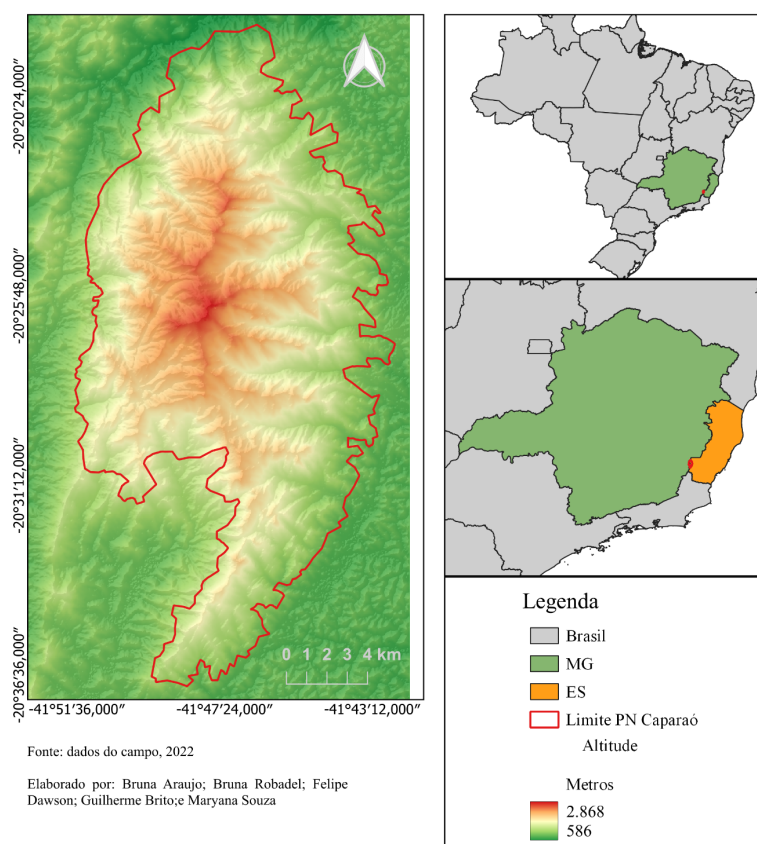 -20°20′24,000″
-20°25′48,000″
-20°31′12,000″
-20°36′36,000″
0 1 2 3 4 km
-41°51′36,000″
-41°47′24,000″
-41°43′12,000″
Fonte: dados do campo, 2022
Elaborado por: Bruna Araujo; Bruna Robadel; Felipe
Dawson; Guilherme Brito;e Maryana Souza
Legenda
Brasil
MG
ES
Limite PN Caparaó
Altitude
Metros
2.868
586